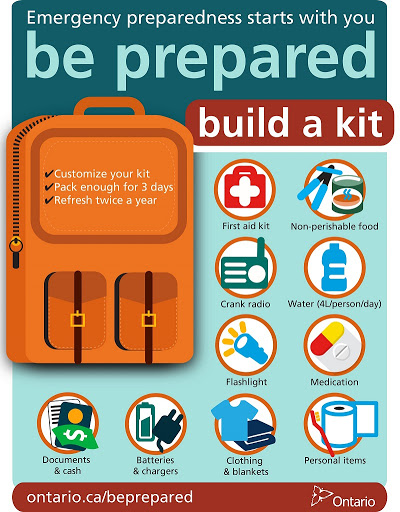 Emergency preparedness starts with you
be prepared
build a kit
✔Customize your kit
✔Pack enough for 3 days
✔Refresh twice a year
First aid kit
Non-perishable food
Crank radio
Water (4L/person/day)
Flashlight
Medication
Documents
& cash
Batteries
& chargers
Clothing
& blankets
Personal items
ontario.ca/beprepared
Ontario